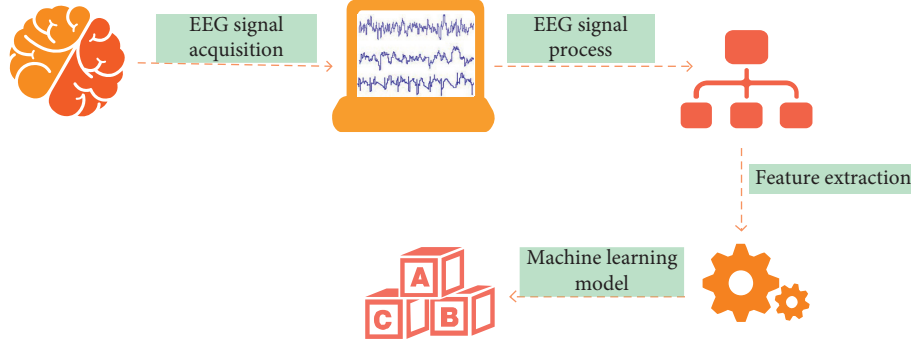 EEG signal
acquisition
EEG signal
process
Feature extraction
Machine learning
model
A
C
B